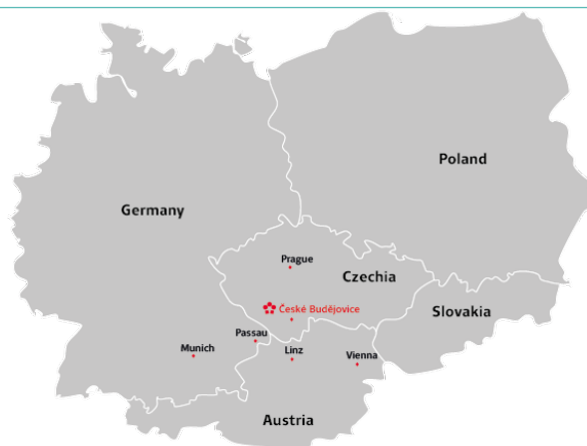 Poland
Germany
Prague
Czechia
České Budějovice
Slovakia
Passau
Munich
Linz
Vienna
Austria